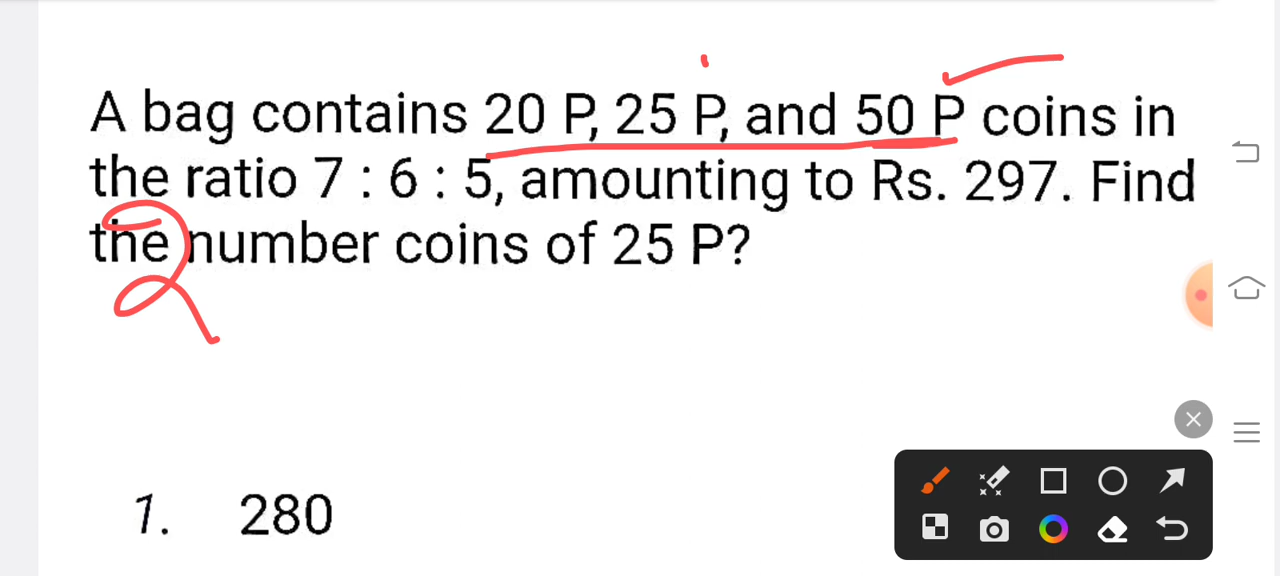 A bag contains 20 P, 25 P, and 50 P coins in
the ratio 7 : 6 : 5, amounting to Rs. 297. Find
the number coins of 25 P?
1. 280